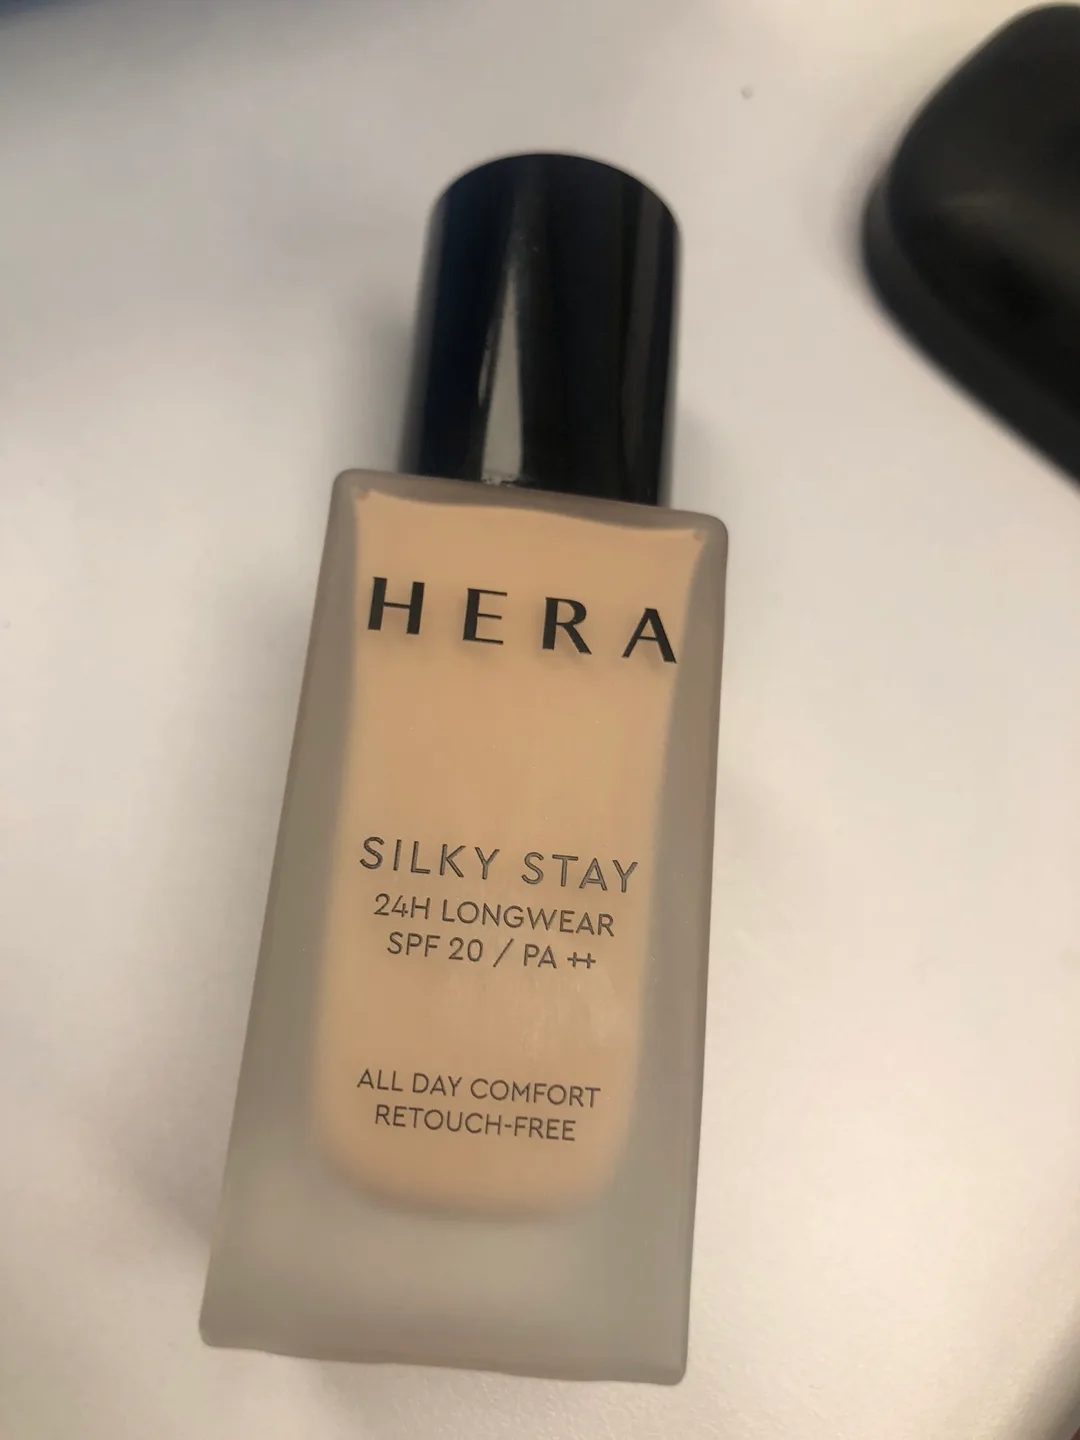 HERA
SILKY STAY
24H LONGWEAR
SPF 20 / PA ++
ALL DAY COMFORT
RETOUCH-FREE